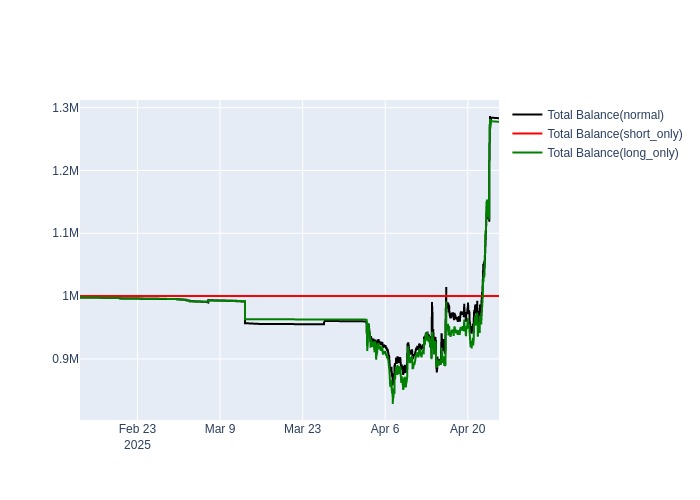 1.3M
1.2M
1.1M
1M
0.9M
Feb 23
2025
Mar 9
Mar 23
Apr 6
Apr 20
Total Balance(normal)
Total Balance(short_only)
Total Balance(long_only)